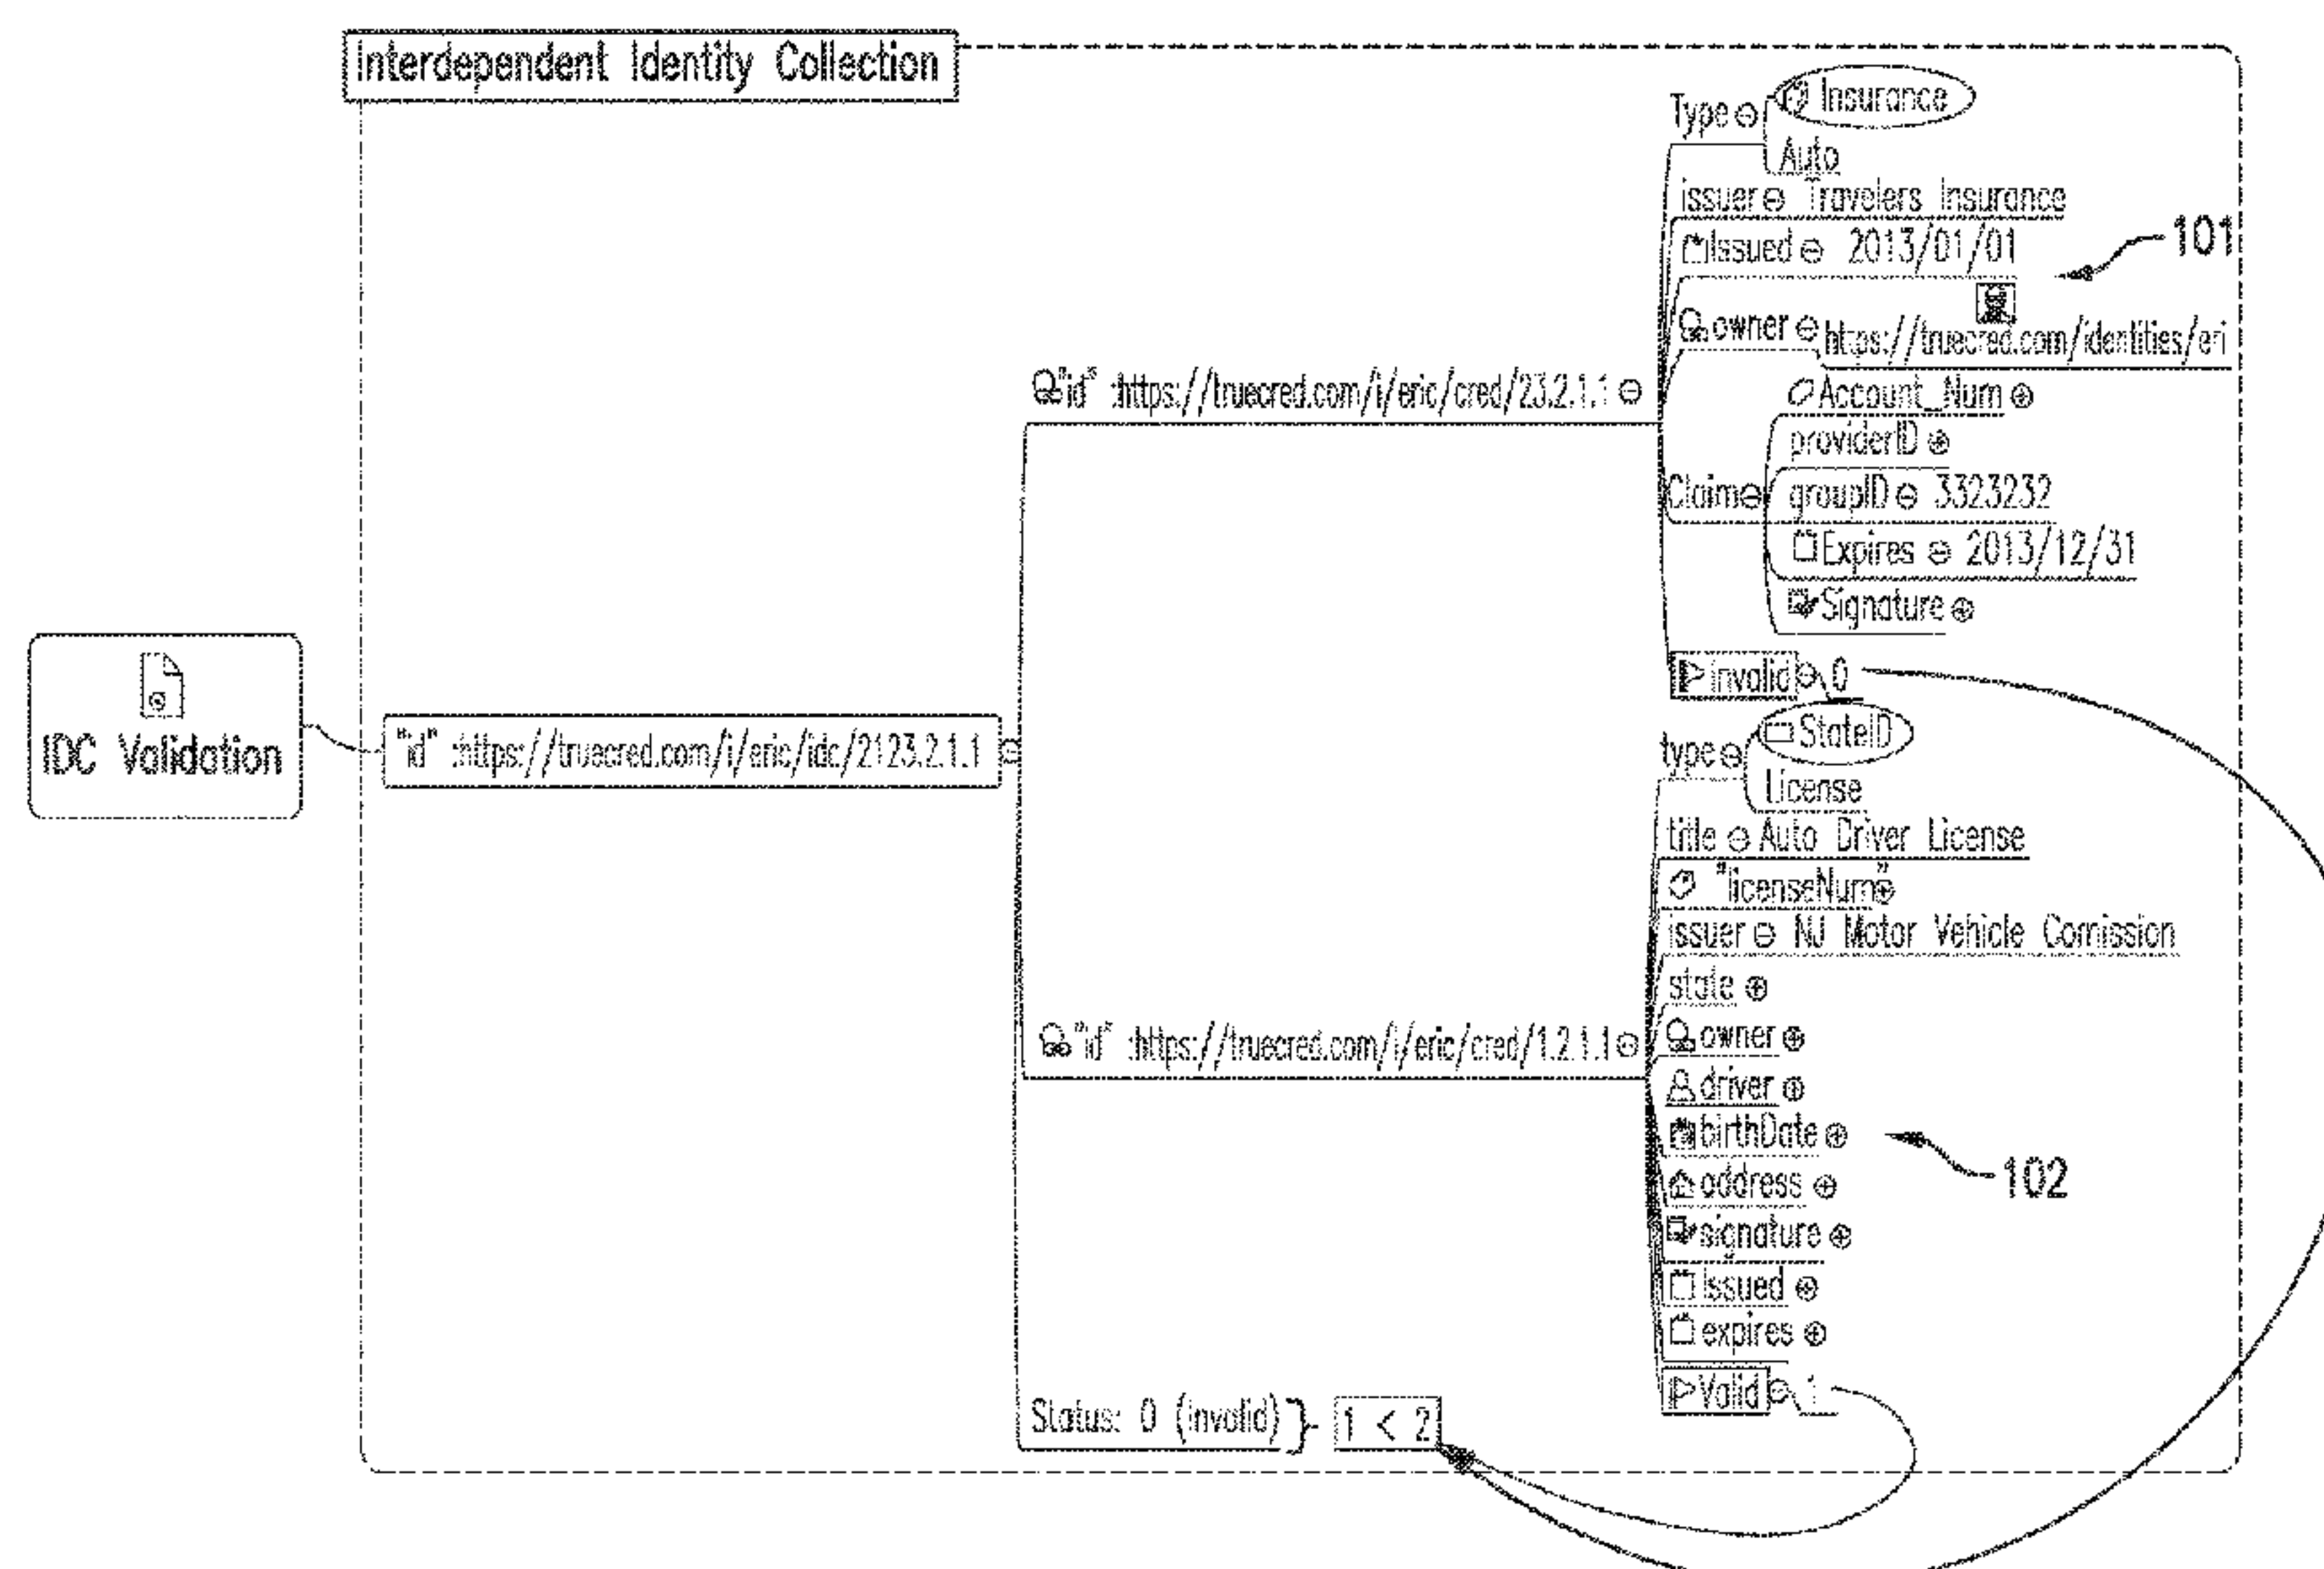 Interdependent Identity Collection
Type Insurance
Auto
issuer Travelers Insurance
Issued 2013/01/01
101
owner https://truecred.com/identities/eri
"id" :https://truecred.com/i/eric/cred/23.2.1.1
Account_Num
providerID
Claim groupID 3323232
Expires 2013/12/31
Signature
invalid 0
IDC Validation
"id" :https://truecred.com/i/eric/idc/2123.2.1.1
type StateID
License
title Auto Driver License
"licenseNum"
issuer NJ Motor Vehicle Comission
state
"id" :https://truecred.com/i/eric/cred/1.2.1.1
owner
driver
birthDate
102
address
signature
Issued
expires
Valid 1
Status: 0 (invalid) } 1 < 2